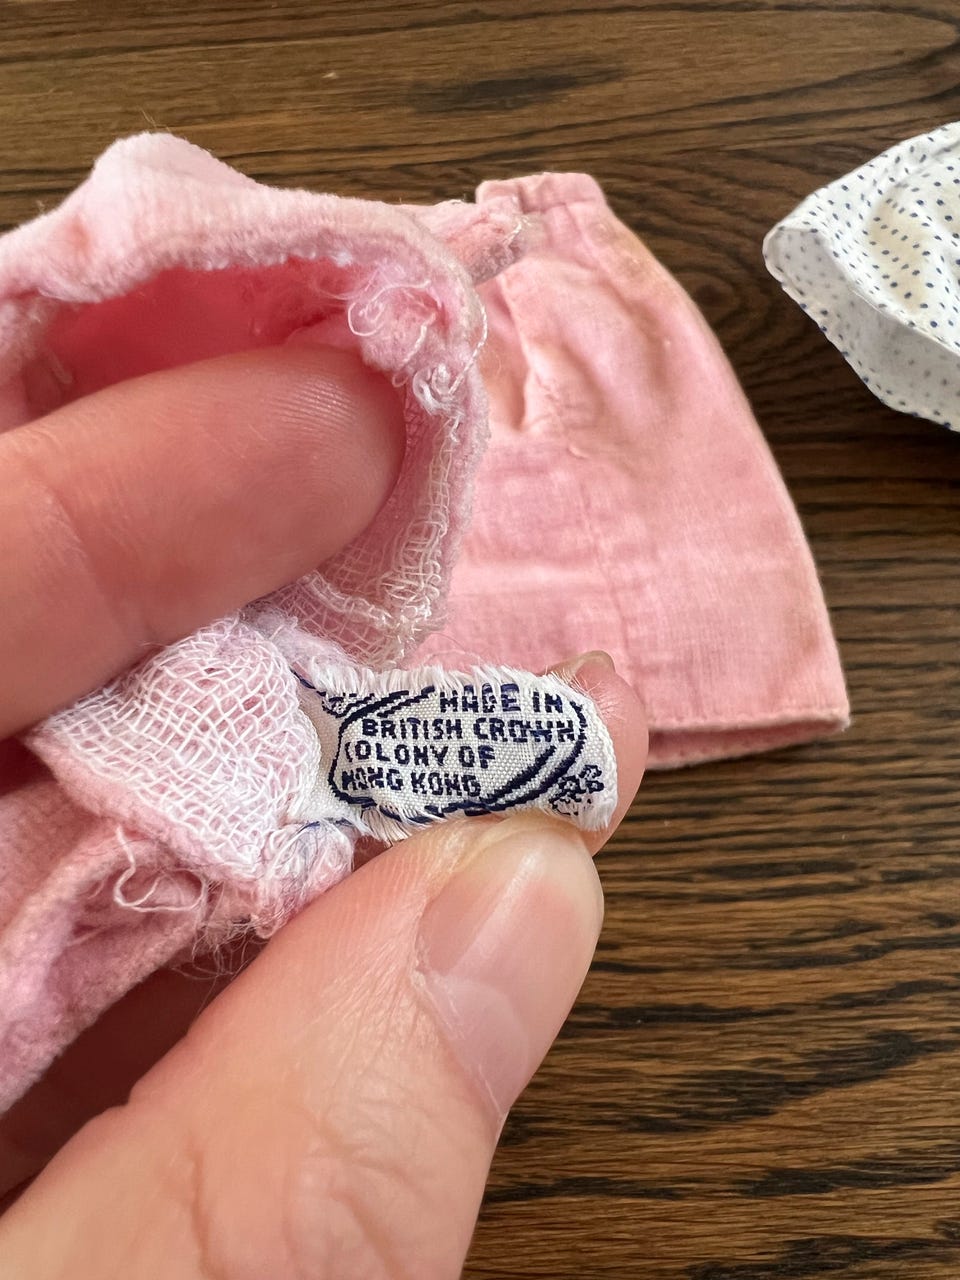 MADE IN
BRITISH CROWN
COLONY OF
HONG KONG